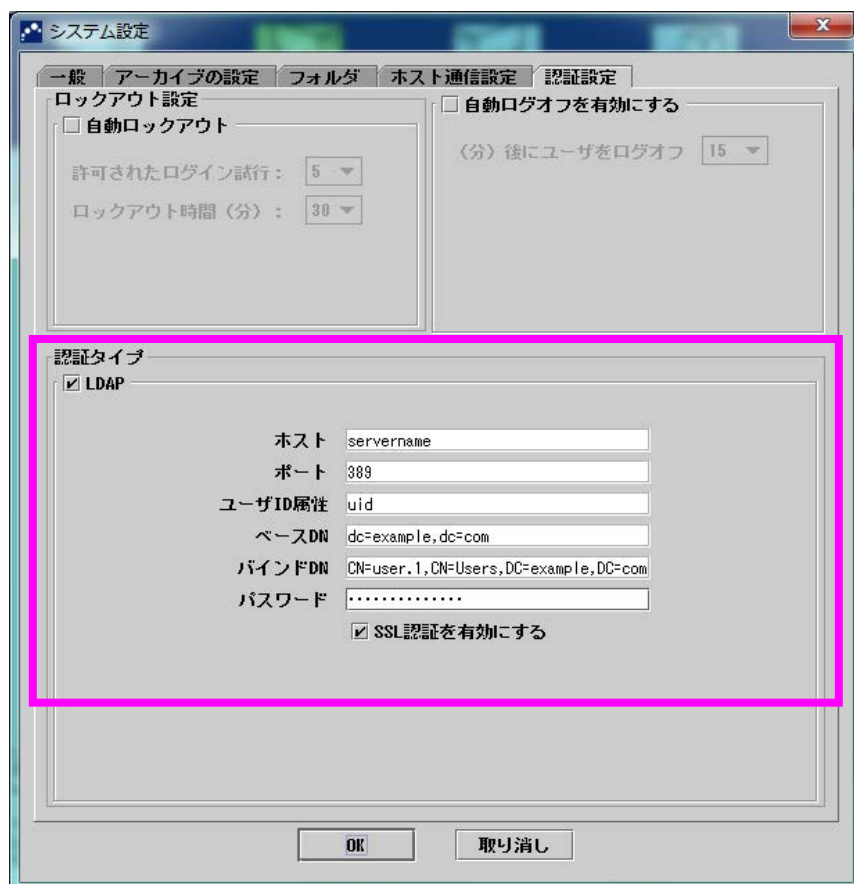 システム設定
一般 アーカイブの設定 フォルダ ホスト通信設定 認証設定
ロックアウト設定
自動ロックアウト
許可されたログイン試行： 5
ロックアウト時間（分）： 30
自動ログオフを有効にする
（分）後にユーザをログオフ 15
認証タイプ
LDAP
ホスト servername
ポート 389
ユーザID属性 uid
ベースDN dc=example,dc=com
バインドDN CN=user.1,CN=Users,DC=example,DC=com
パスワード ··············
SSL認証を有効にする
OK 取り消し